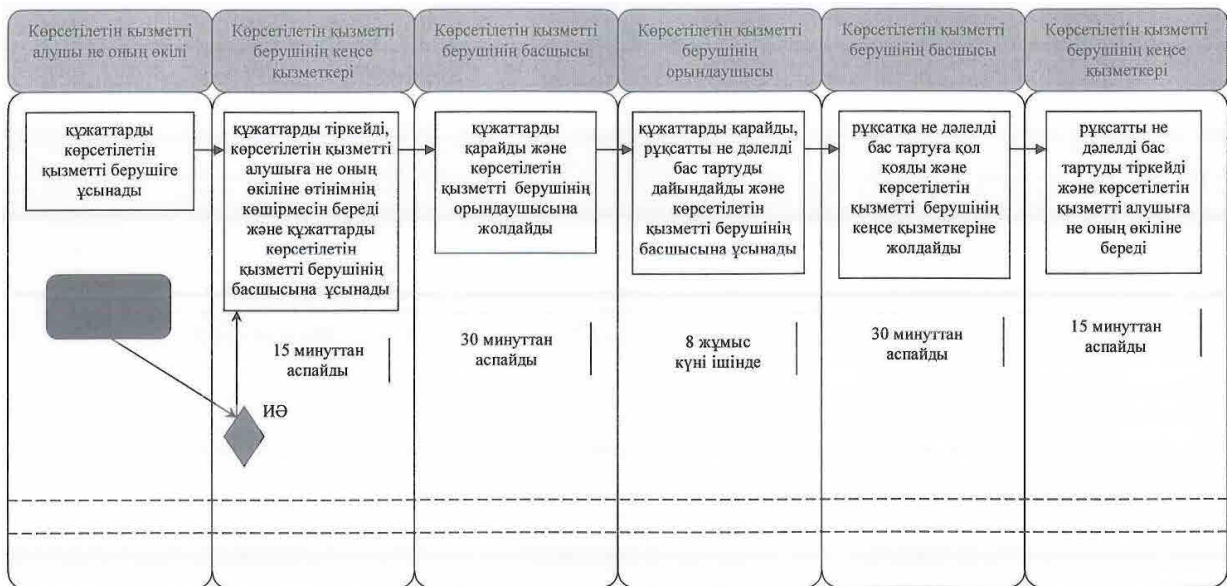 Көрсетілетін қызметті
алушы не оның өкілі
Көрсетілетін қызметті
берушінің кеңсе
қызметкері
Көрсетілетін қызметті
берушінің басшысы
Көрсетілетін қызметті
берушінің
орындаушысы
Көрсетілетін қызметті
берушінің басшысы
Көрсетілетін қызметті
берушінің кеңсе
қызметкері
құжаттарды
көрсетілетін
қызметті берушіге
ұсынады
құжаттарды тіркейді,
көрсетілетін қызметті
алушыға не оның
өкіліне өтінімнің
көшірмесін береді
және құжаттарды
көрсетілетін
қызметті берушінің
басшысына ұсынады
құжаттарды
қарайды және
көрсетілетін
қызметті берушінің
орындаушысына
жолдайды
құжаттарды қарайды,
рұқсатты не дәлелді
бас тартуды
дайындайды және
көрсетілетін
қызметті берушінің
басшысына ұсынады
рұқсатқа не дәлелді
бас тартуға қол
қояды және
көрсетілетін
қызметті берушінің
кеңсе қызметкеріне
жолдайды
рұқсатты не
дәлелді бас
тартуды тіркейді
және көрсетілетін
қызметті алушыға
не оның өкіліне
береді
15 минуттан
аспайды
30 минуттан
аспайды
8 жұмыс
күні ішінде
30 минуттан
аспайды
15 минуттан
аспайды
ИӘ